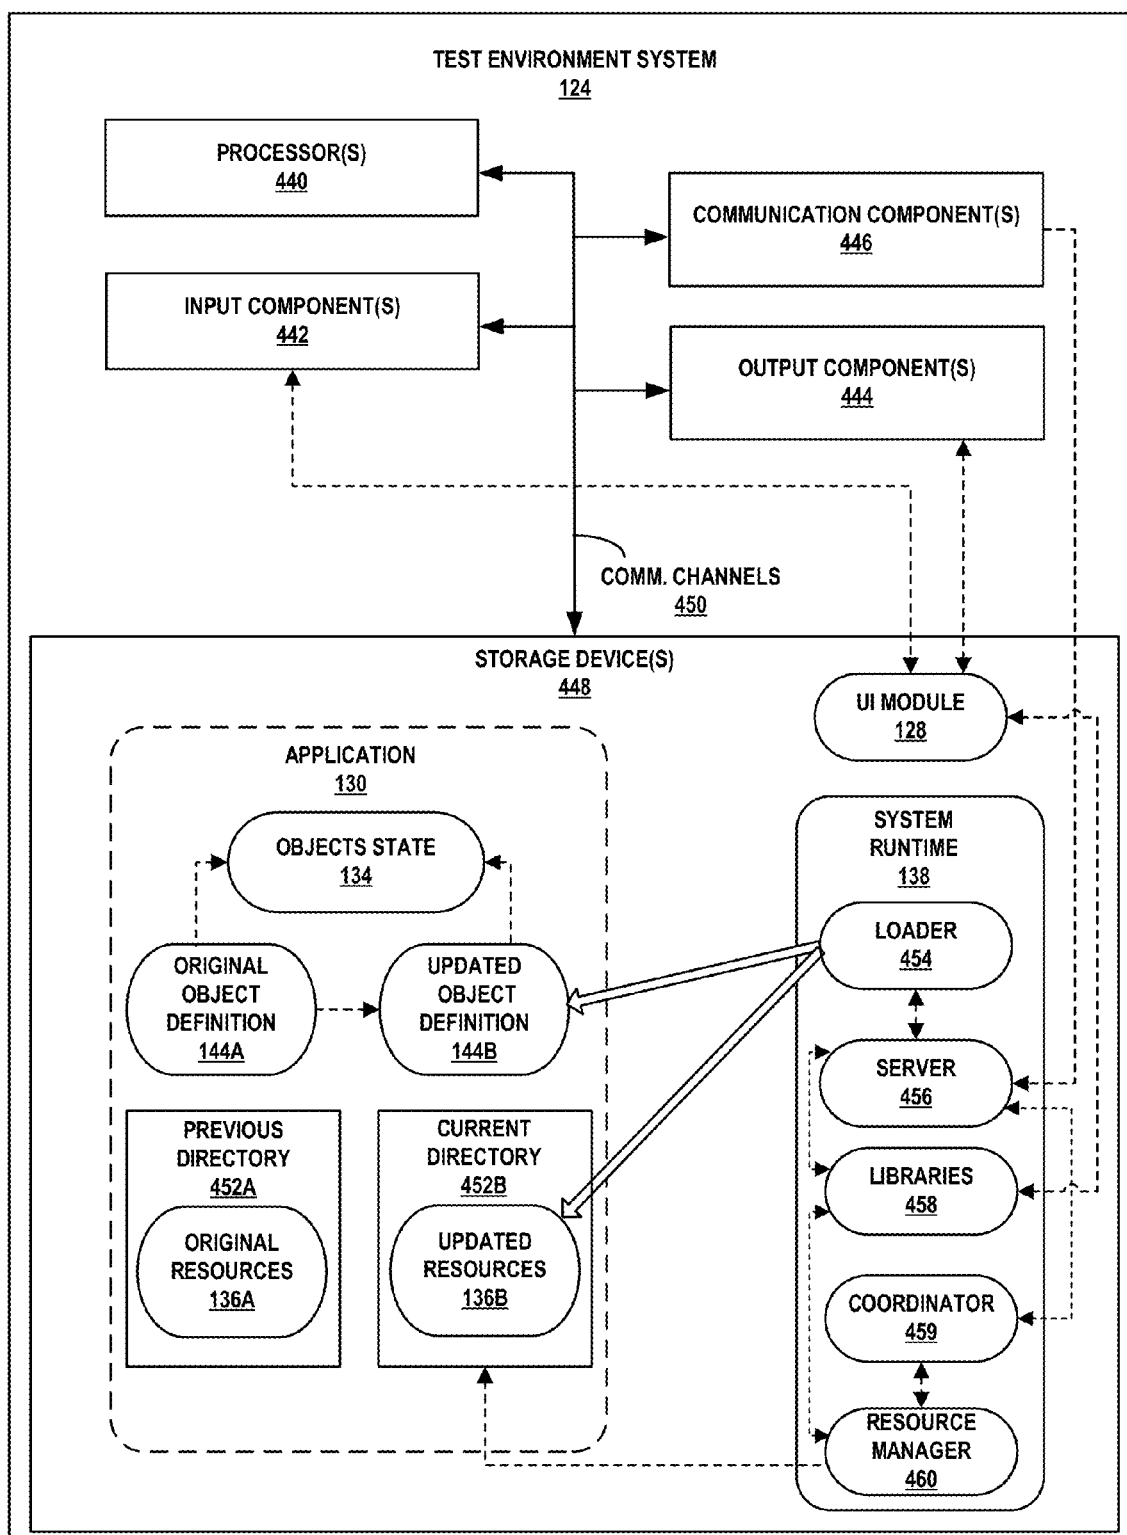 TEST ENVIRONMENT SYSTEM
124
PROCESSOR(S)
440
COMMUNICATION COMPONENT(S)
446
INPUT COMPONENT(S)
442
OUTPUT COMPONENT(S)
444
COMM. CHANNELS
450
STORAGE DEVICE(S)
448
UI MODULE
128
APPLICATION
130
OBJECTS STATE
134
ORIGINAL
OBJECT
DEFINITION
144A
UPDATED
OBJECT
DEFINITION
144B
PREVIOUS
DIRECTORY
452A
ORIGINAL
RESOURCES
136A
CURRENT
DIRECTORY
452B
UPDATED
RESOURCES
136B
SYSTEM
RUNTIME
138
LOADER
454
SERVER
456
LIBRARIES
458
COORDINATOR
459
RESOURCE
MANAGER
460